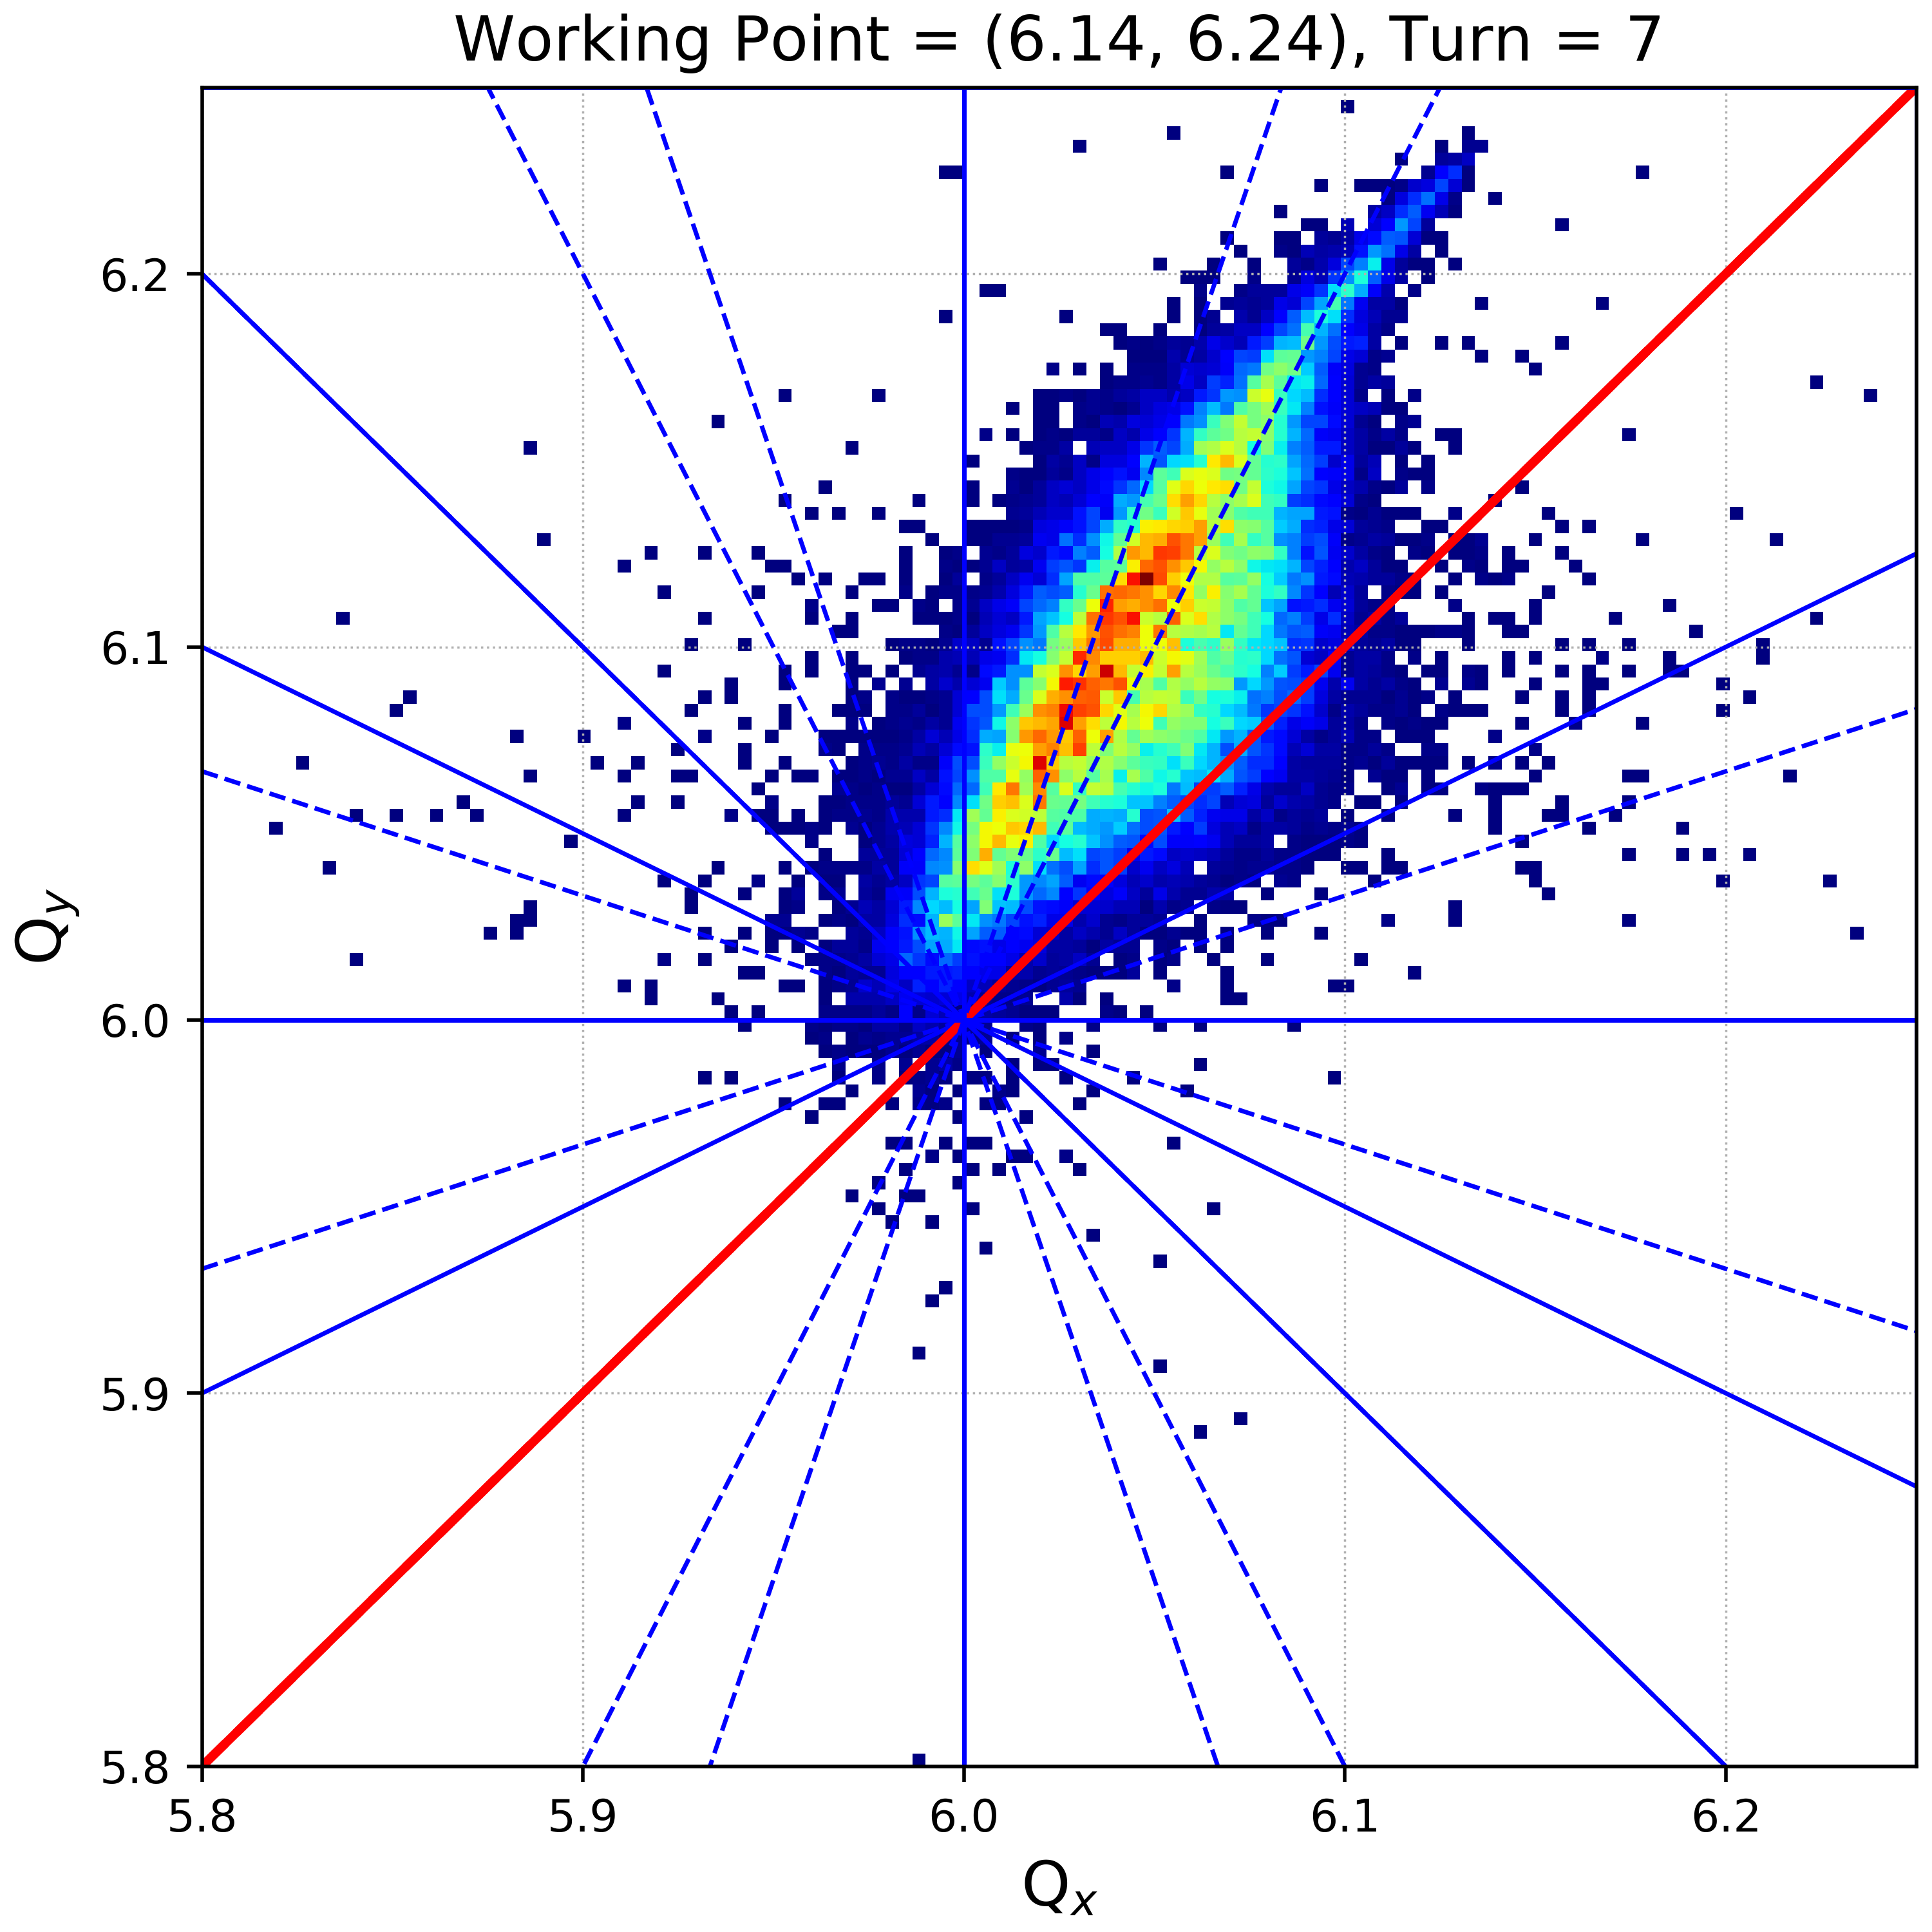 Working Point = (6.14, 6.24), Turn = 7
6.2
6.1
6.0
5.9
5.8
Qy
5.8 5.9 6.0 6.1 6.2
Qx